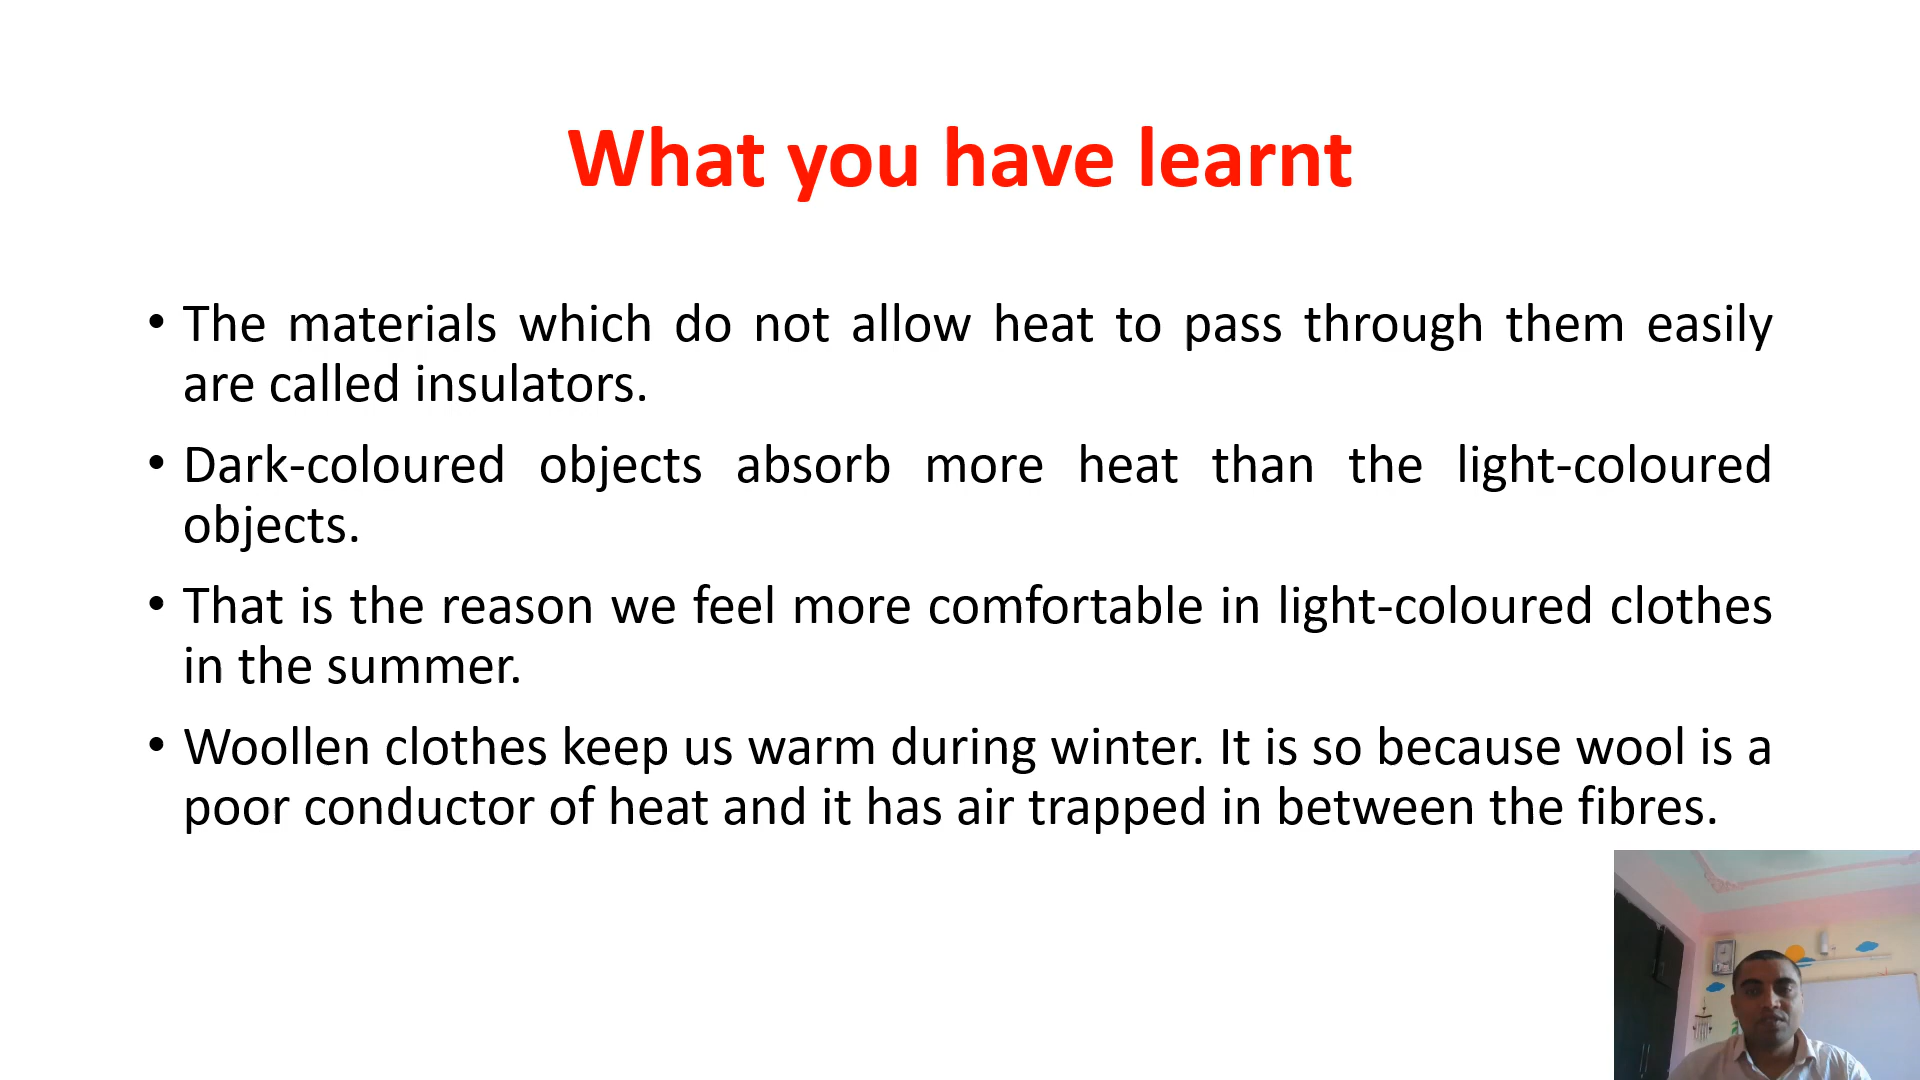 What you have learnt
• The materials which do not allow heat to pass through them easily
are called insulators.
• Dark-coloured objects absorb more heat than the light-coloured
objects.
• That is the reason we feel more comfortable in light-coloured clothes
in the summer.
• Woollen clothes keep us warm during winter. It is so because wool is a
poor conductor of heat and it has air trapped in between the fibres.